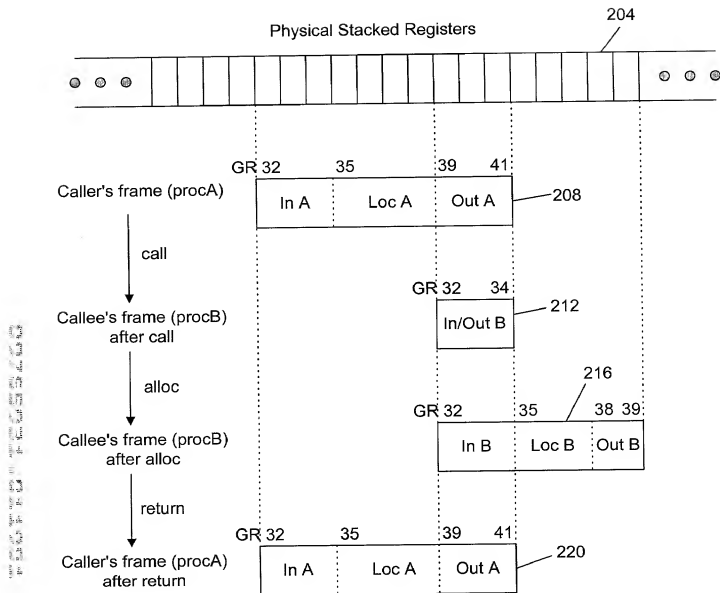 204
Physical Stacked Registers
GR 32 35 39 41
Caller's frame (procA)
In A Loc A Out A
208
call
GR 32 34
Callee's frame (procB)
after call
In/Out B
212
alloc
216
GR 32 35 38 39
Callee's frame (procB)
after alloc
In B Loc B Out B
return
GR 32 35 39 41
Caller's frame (procA)
after return
In A Loc A Out A
220